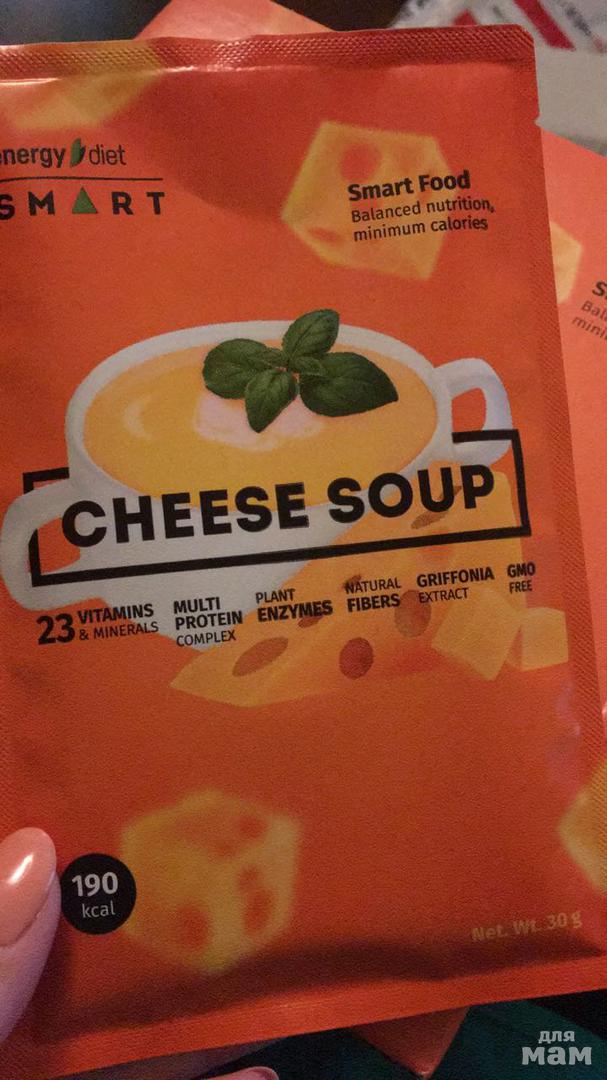 energy diet
SMART
Smart Food
Balanced nutrition,
minimum calories
CHEESE SOUP
23 VITAMINS
& MINERALS
MULTI
PROTEIN
COMPLEX
PLANT
ENZYMES
NATURAL
FIBERS
GRIFFONIA
EXTRACT
GMO
FREE
190
kcal
Net. Wt. 30 g
для
мам